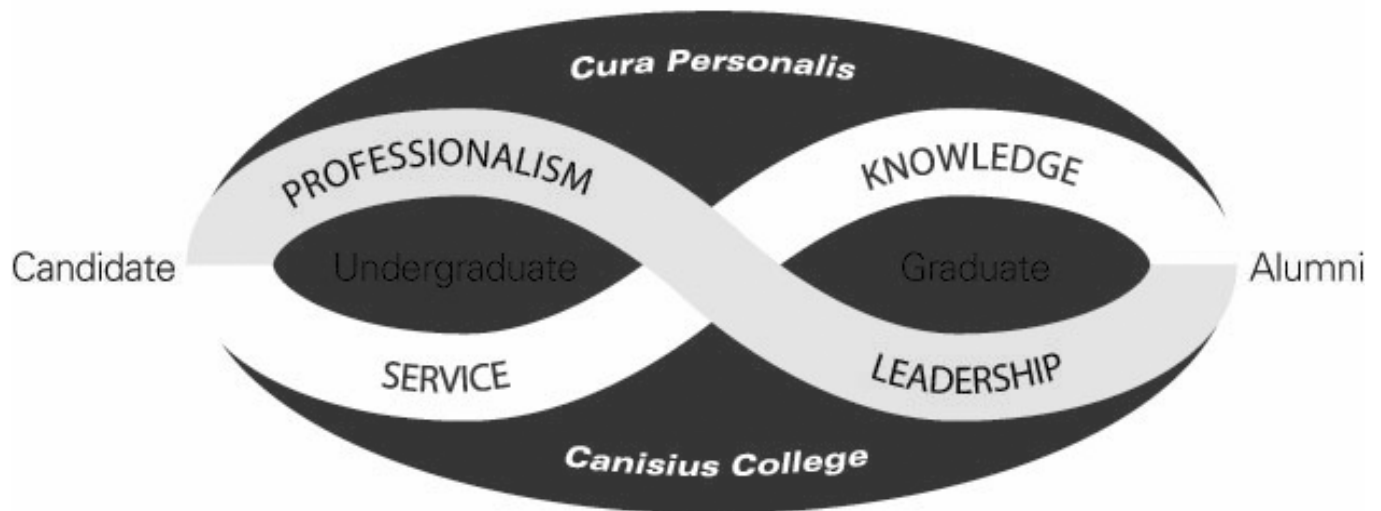 Cura Personalis
PROFESSIONALISM
KNOWLEDGE
Candidate
Undergraduate
Graduate
Alumni
SERVICE
LEADERSHIP
Canisius College